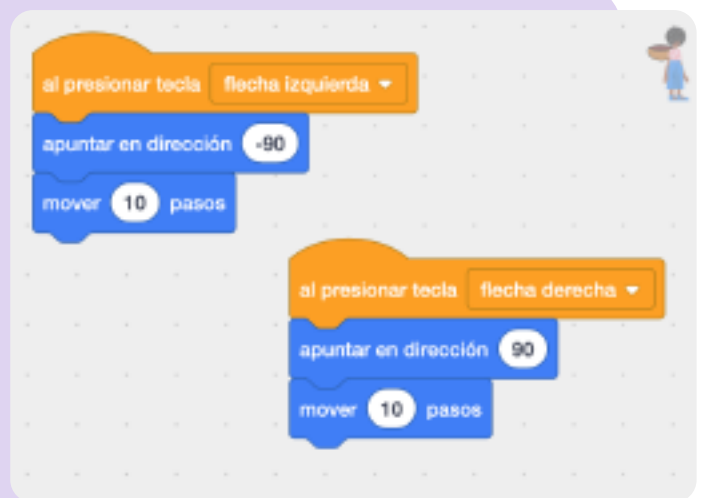 al presionar tecla flecha izquierda
apuntar en dirección -90
mover 10 pasos
al presionar tecla flecha derecha
apuntar en dirección 90
mover 10 pasos